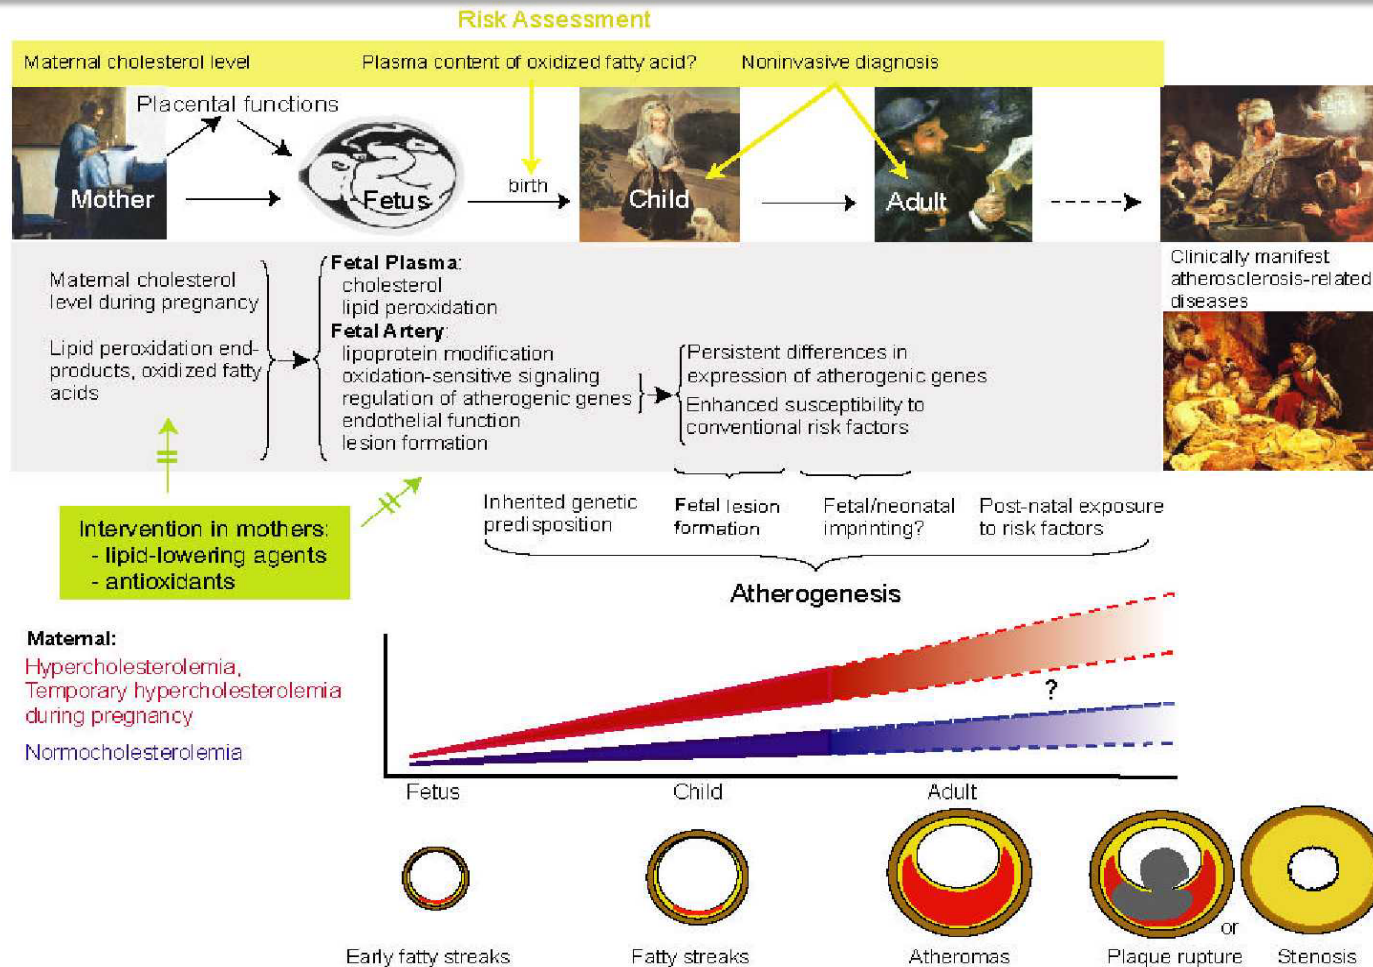 Risk Assessment
Maternal cholesterol level
Plasma content of oxidized fatty acid?
Noninvasive diagnosis
Placental functions
Mother
Fetus
birth
Child
Adult
Maternal cholesterol
level during pregnancy
Lipid peroxidation end-
products, oxidized fatty
acids
Fetal Plasma:
cholesterol
lipid peroxidation
Fetal Artery:
lipoprotein modification
oxidation-sensitive signaling
regulation of atherogenic genes
endothelial function
lesion formation
Persistent differences in
expression of atherogenic genes
Enhanced susceptibility to
conventional risk factors
Clinically manifest
atherosclerosis-related
diseases
Intervention in mothers:
- lipid-lowering agents
- antioxidants
Inherited genetic
predisposition
Fetal lesion
formation
Fetal/neonatal
imprinting?
Post-natal exposure
to risk factors
Atherogenesis
Maternal:
Hypercholesterolemia,
Temporary hypercholesterolemia
during pregnancy
Normocholesterolemia
?
Fetus
Child
Adult
Early fatty streaks
Fatty streaks
Atheromas
Plaque rupture
or
Stenosis